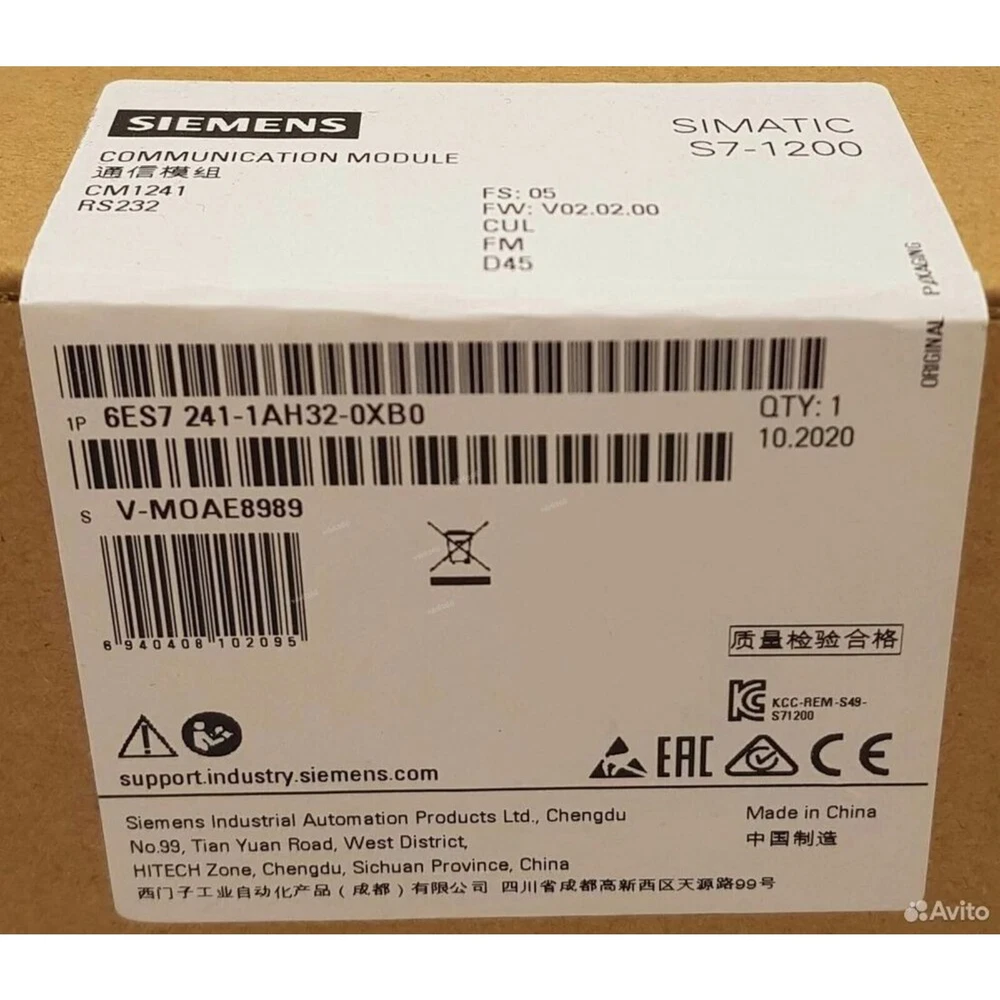 SIEMENS
SIMATIC
S7-1200
COMMUNICATION MODULE
通信模组
CM1241
RS232
FS: 05
FW: V02.02.00
CUL
FM
D45
ORIGINAL PACKAGING
1P 6ES7 241-1AH32-0XB0
QTY: 1
10.2020
S V-MOAE8989
6 940408 102095
质量检验合格
KCC-REM-S49-
S71200
EAC
CE
support.industry.siemens.com
Siemens Industrial Automation Products Ltd., Chengdu
No.99, Tian Yuan Road, West District,
HITECH Zone, Chengdu, Sichuan Province, China
西门子工业自动化产品(成都)有限公司 四川省成都高新西区天源路99号
Made in China
中国制造
Avito